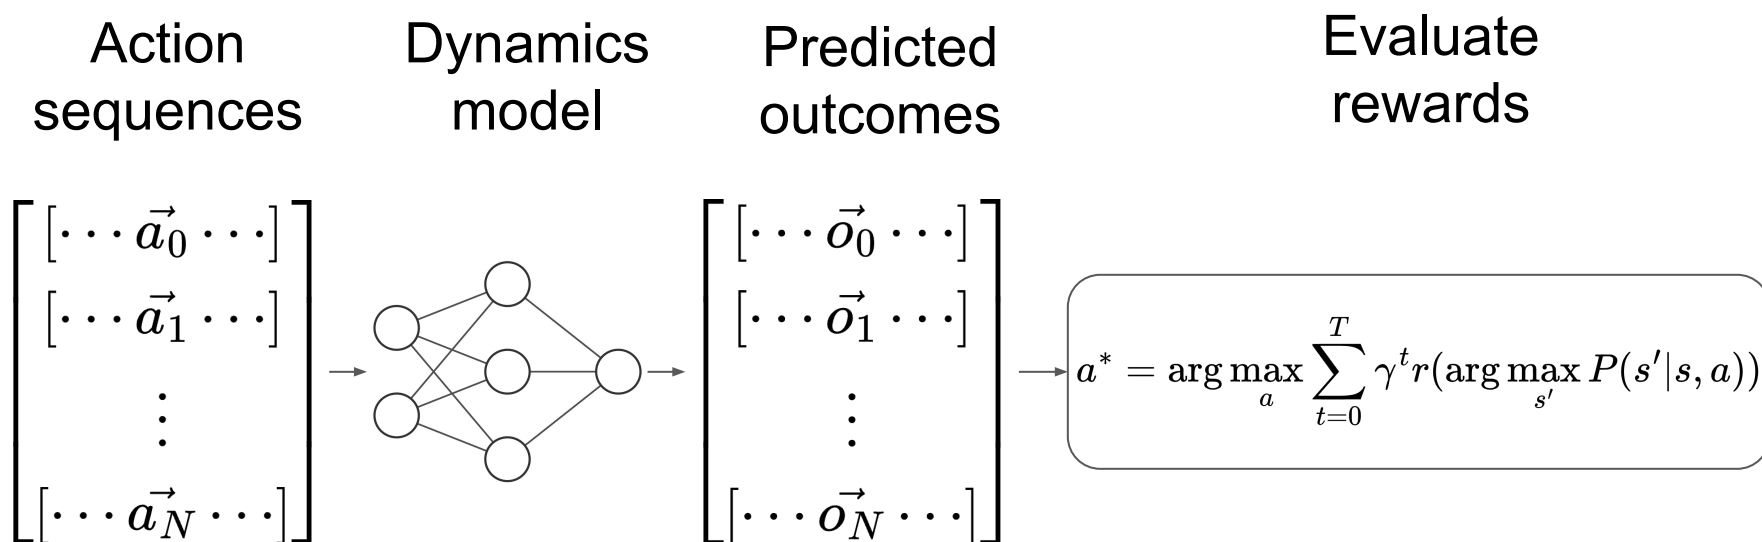 Action
sequences
Dynamics
model
Predicted
outcomes
Evaluate
rewards
[··· a⃗₀ ···]
[··· a⃗₁ ···]
⋮
[··· a⃗_N ···]
[··· o⃗₀ ···]
[··· o⃗₁ ···]
⋮
[··· o⃗_N ···]
a* = arg max_a ∑_{t=0}^{T} γ^t r(arg max_{s'} P(s'|s, a))